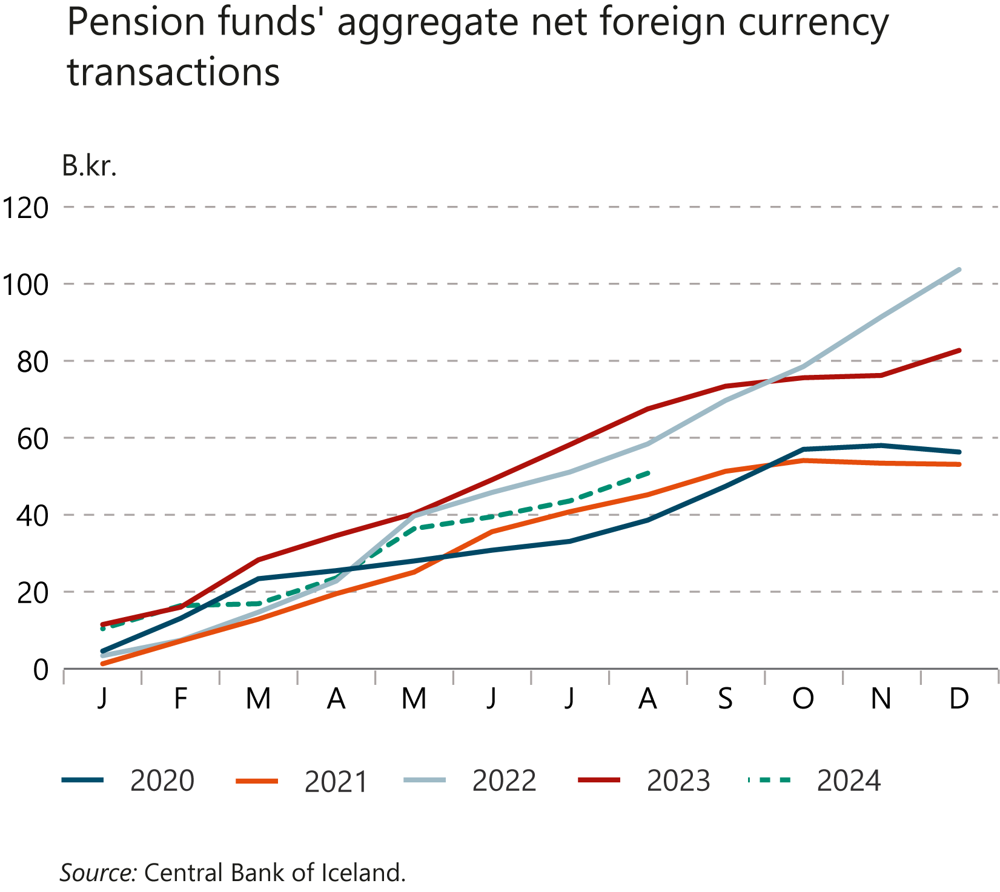 Pension funds' aggregate net foreign currency
transactions
B.kr.
120
100
80
60
40
20
0
J F M A M J J A S O N D
2020 2021 2022 2023 2024
Source: Central Bank of Iceland.